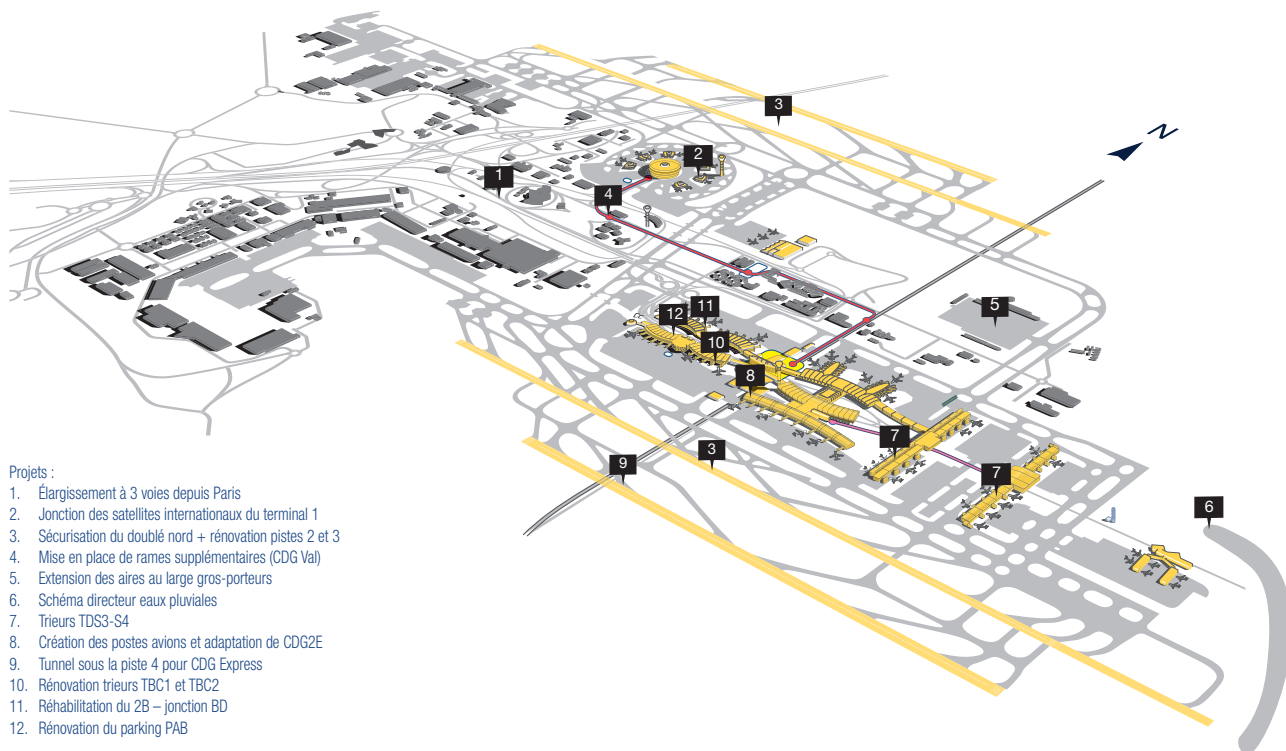 3
N
2
1
4
5
11
12
10
8
7
3
9
7
6
Projets :
1. Élargissement à 3 voies depuis Paris
2. Jonction des satellites internationaux du terminal 1
3. Sécurisation du doublé nord + rénovation pistes 2 et 3
4. Mise en place de rames supplémentaires (CDG Val)
5. Extension des aires au large gros-porteurs
6. Schéma directeur eaux pluviales
7. Trieurs TDS3-S4
8. Création des postes avions et adaptation de CDG2E
9. Tunnel sous la piste 4 pour CDG Express
10. Rénovation trieurs TBC1 et TBC2
11. Réhabilitation du 2B – jonction BD
12. Rénovation du parking PAB